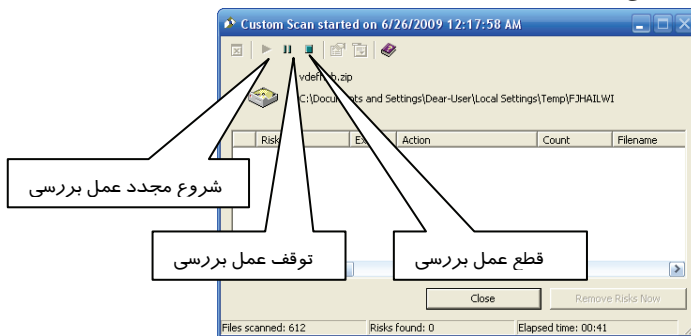 Custom Scan started on 6/26/2009 12:17:58 AM
C:\Documents and Settings\Dear-User\Local Settings\Temp\FJHAILWI
Risk Action Count Filename
شروع مجدد عمل بررسی
توقف عمل بررسی
قطع عمل بررسی
Close Remove Risks Now
Files scanned: 612 Risks found: 0 Elapsed time: 00:41